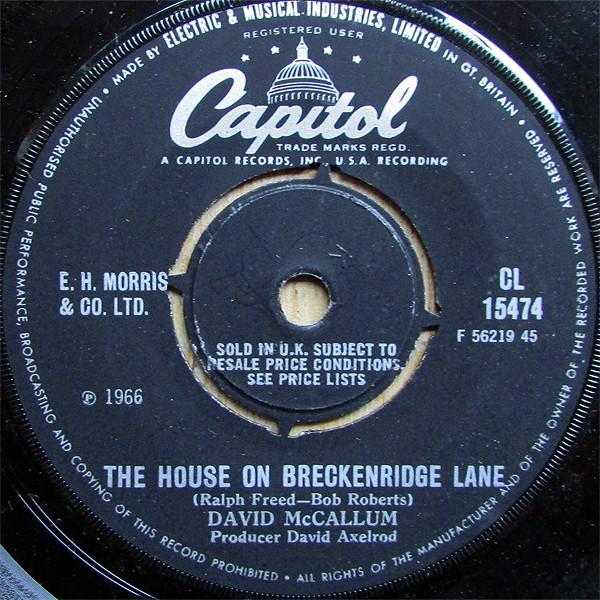 MADE BY ELECTRIC & MUSICAL INDUSTRIES, LIMITED IN GT. BRITAIN • ALL RIGHTS OF THE MANUFACTURER AND OF THE OWNER OF THE RECORDED WORK ARE RESERVED • UNAUTHORISED PUBLIC PERFORMANCE, BROADCASTING AND COPYING OF THIS RECORD PROHIBITED •
REGISTERED USER
Capitol
TRADE MARKS REGD.
A CAPITOL RECORDS, INC., U.S.A. RECORDING
E. H. MORRIS
& CO. LTD.
CL
15474
F 56219 45
SOLD IN U.K. SUBJECT TO
RESALE PRICE CONDITIONS
SEE PRICE LISTS
℗ 1966
THE HOUSE ON BRECKENRIDGE LANE
(Ralph Freed—Bob Roberts)
DAVID McCALLUM
Producer David Axelrod